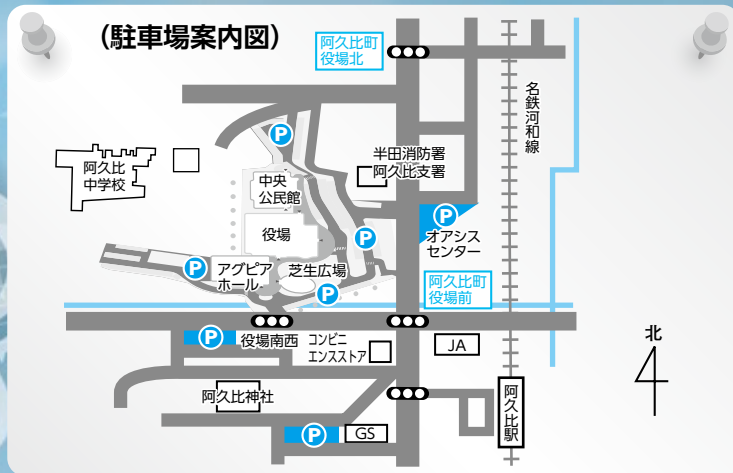 (駐車場案内図)
阿久比町
役場北
名鉄河和線
P
阿久比
中学校
半田消防署
阿久比支署
中央
公民館
P
オアシス
センター
役場
P
P
アグピア
ホール
芝生広場
P
阿久比町
役場前
P
役場南西
コンビニ
エンスストア
JA
北
阿久比神社
阿久比駅
P
GS